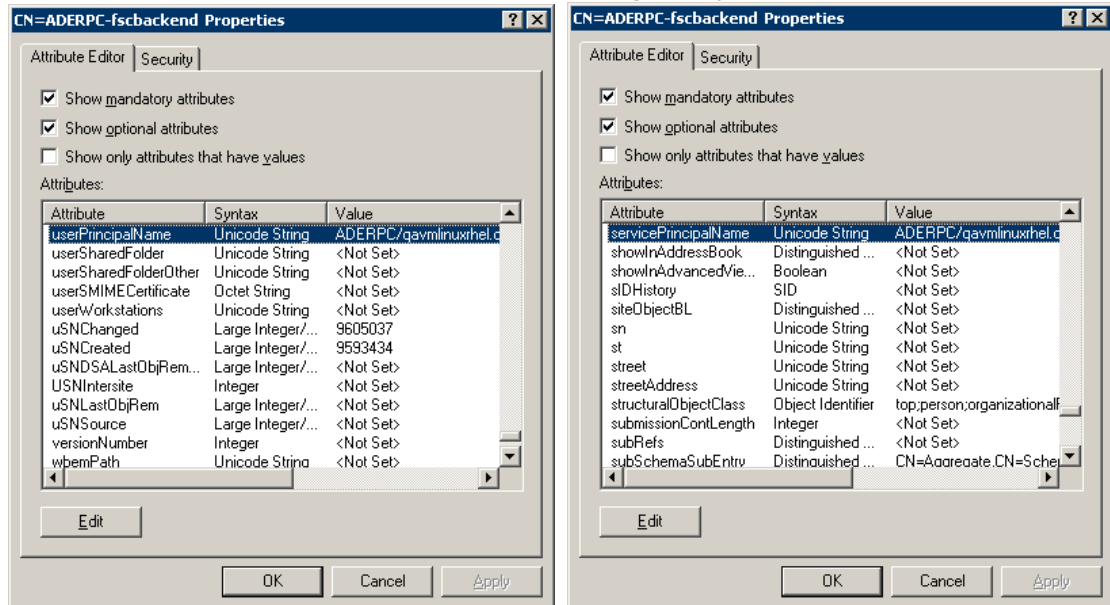 CN=ADERPC-fscbackend Properties
Attribute Editor Security
Show mandatory attributes
Show optional attributes
Show only attributes that have values
Attributes:
Attribute Syntax Value
userPrincipalName Unicode String ADERPC/qavmlinuxrhel.
userSharedFolder Unicode String <Not Set>
userSharedFolderOther Unicode String <Not Set>
userSMIMECertificate Octet String <Not Set>
userWorkstations Unicode String <Not Set>
uSNChanged Large Integer/... 9605037
uSNCreated Large Integer/... 9593434
uSNDSALastObjRem... Large Integer/... <Not Set>
USNIntersite Integer <Not Set>
uSNLastObjRem Large Integer/... <Not Set>
uSNSource Large Integer/... <Not Set>
versionNumber Integer <Not Set>
wbemPath Unicode String <Not Set>
Edit
OK Cancel Apply
CN=ADERPC-fscbackend Properties
Attribute Editor Security
Show mandatory attributes
Show optional attributes
Show only attributes that have values
Attributes:
Attribute Syntax Value
servicePrincipalName Unicode String ADERPC/qavmlinuxrhel.
showInAddressBook Distinguished ... <Not Set>
showInAdvancedVie... Boolean <Not Set>
sIDHistory SID <Not Set>
siteObjectBL Distinguished ... <Not Set>
sn Unicode String <Not Set>
st Unicode String <Not Set>
street Unicode String <Not Set>
streetAddress Unicode String <Not Set>
structuralObjectClass Object Identifier top;person;organizational
submissionContLength Integer <Not Set>
subRefs Distinguished ... <Not Set>
subSchemaSubEntry Distinguished ... CN=Aggregate,CN=Sche
Edit
OK Cancel Apply